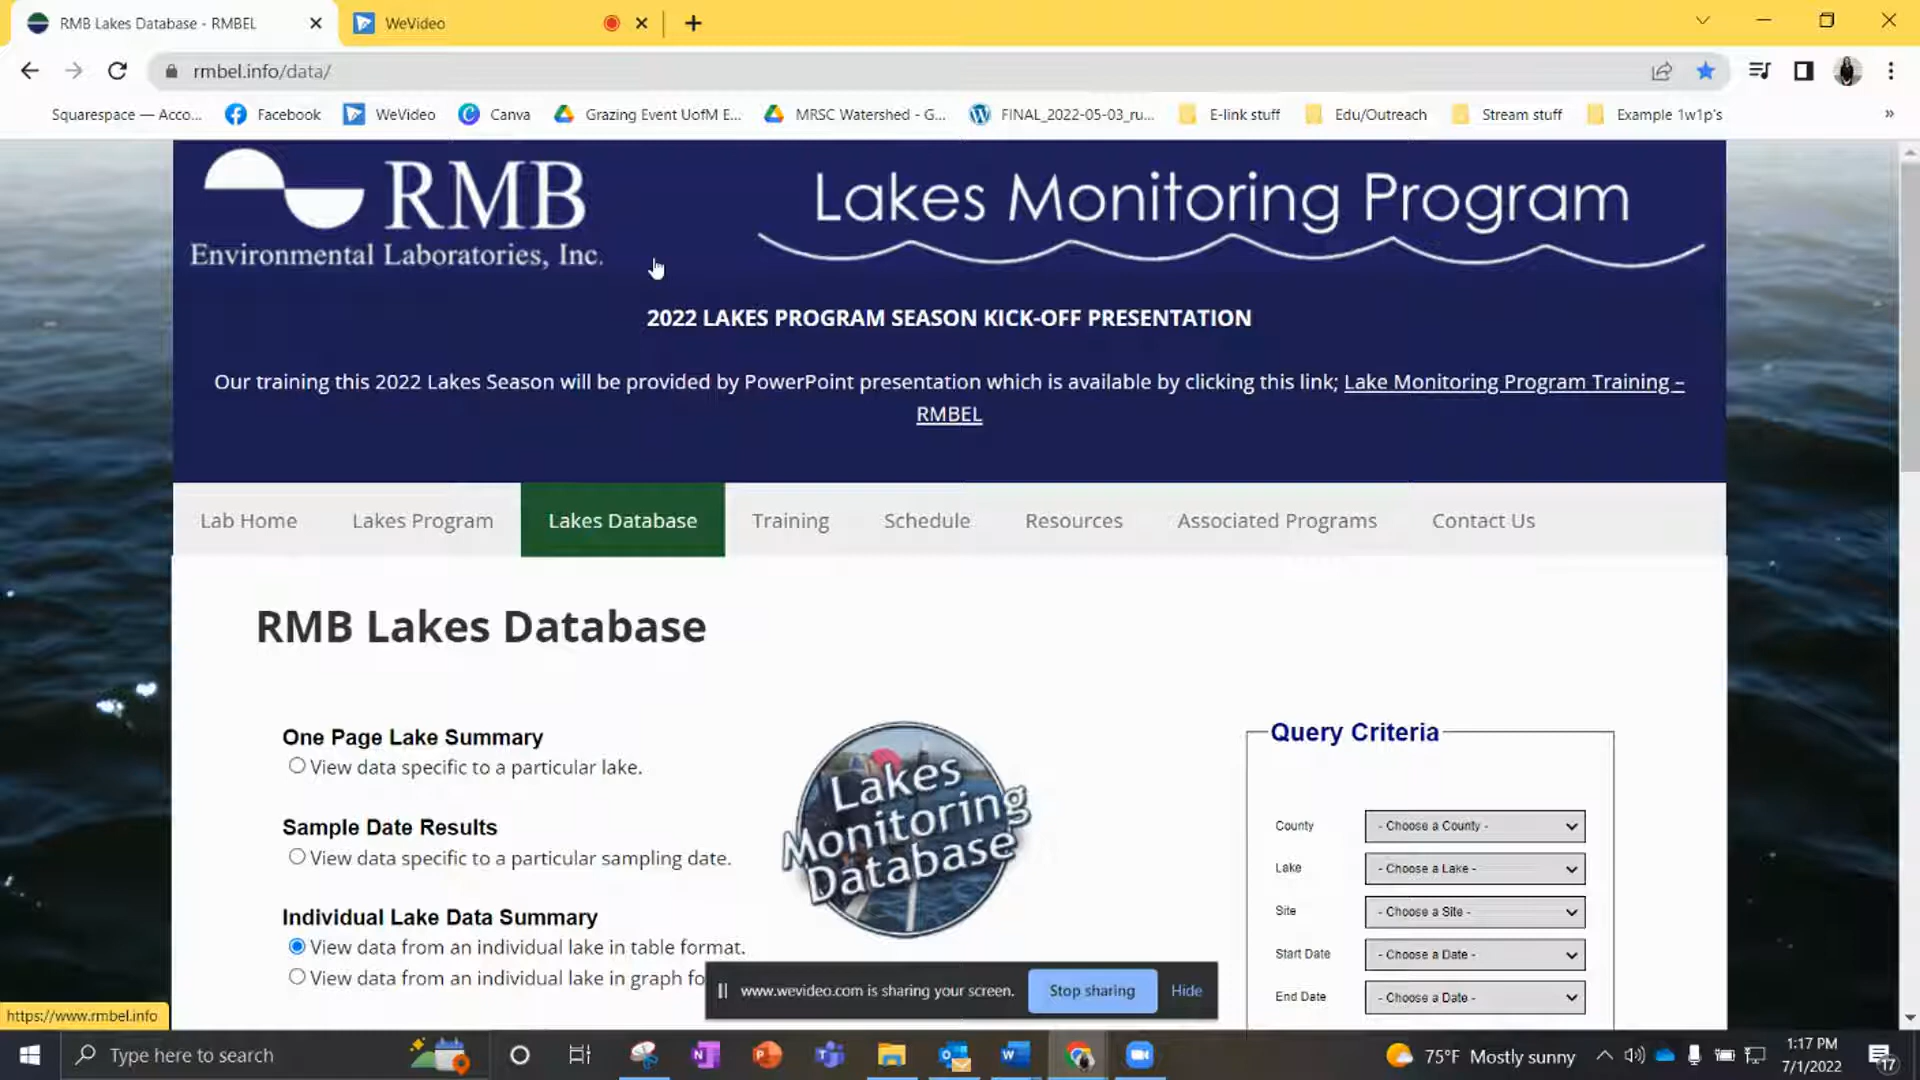 RMB Lakes Database - RMBEL
WeVideo
rmbel.info/data/
Squarespace — Acco...
Facebook
WeVideo
Canva
Grazing Event UofM E...
MRSC Watershed - G...
FINAL_2022-05-03_ru...
E-link stuff
Edu/Outreach
Stream stuff
Example 1w1p's
»
RMB
Environmental Laboratories, Inc.
Lakes Monitoring Program
2022 LAKES PROGRAM SEASON KICK-OFF PRESENTATION
Our training this 2022 Lakes Season will be provided by PowerPoint presentation which is available by clicking this link; Lake Monitoring Program Training –
RMBEL
Lab Home
Lakes Program
Lakes Database
Training
Schedule
Resources
Associated Programs
Contact Us
RMB Lakes Database
One Page Lake Summary
View data specific to a particular lake.
Sample Date Results
View data specific to a particular sampling date.
Individual Lake Data Summary
View data from an individual lake in table format.
View data from an individual lake in graph fo
Lakes
Monitoring
Database
Query Criteria
County - Choose a County -
Lake - Choose a Lake -
Site - Choose a Site -
Start Date - Choose a Date -
End Date - Choose a Date -
www.wevideo.com is sharing your screen.
Stop sharing
Hide
https://www.rmbel.info
Type here to search
75°F Mostly sunny
1:17 PM
7/1/2022
17